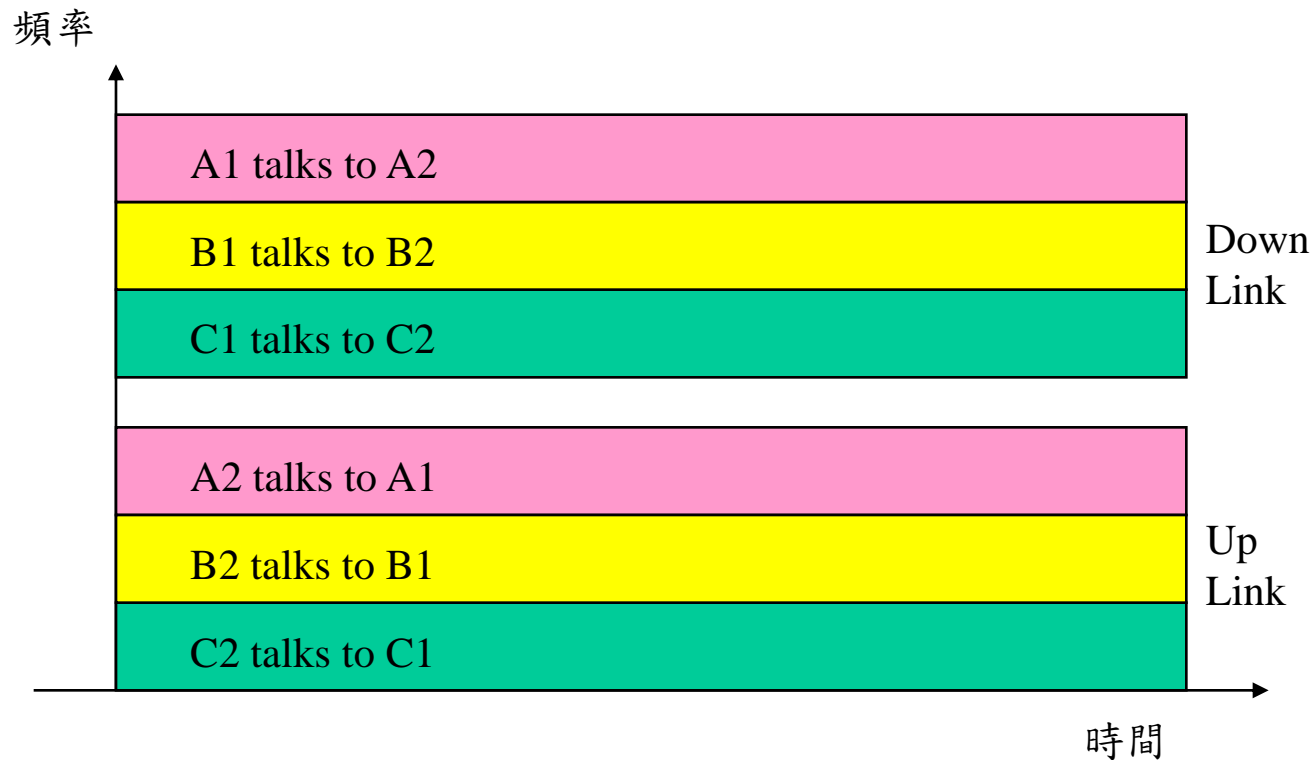 頻率
A1 talks to A2
B1 talks to B2
C1 talks to C2
Down
Link
A2 talks to A1
B2 talks to B1
C2 talks to C1
Up
Link
時間